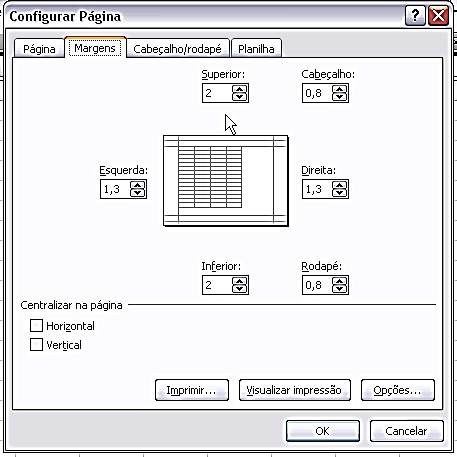 Configurar Página
Página Margens Cabeçalho/rodapé Planilha
Superior: Cabeçalho:
2 0,8
Esquerda: Direita:
1,3 1,3
Inferior: Rodapé:
2 0,8
Centralizar na página
Horizontal
Vertical
Imprimir... Visualizar impressão Opções...
OK Cancelar